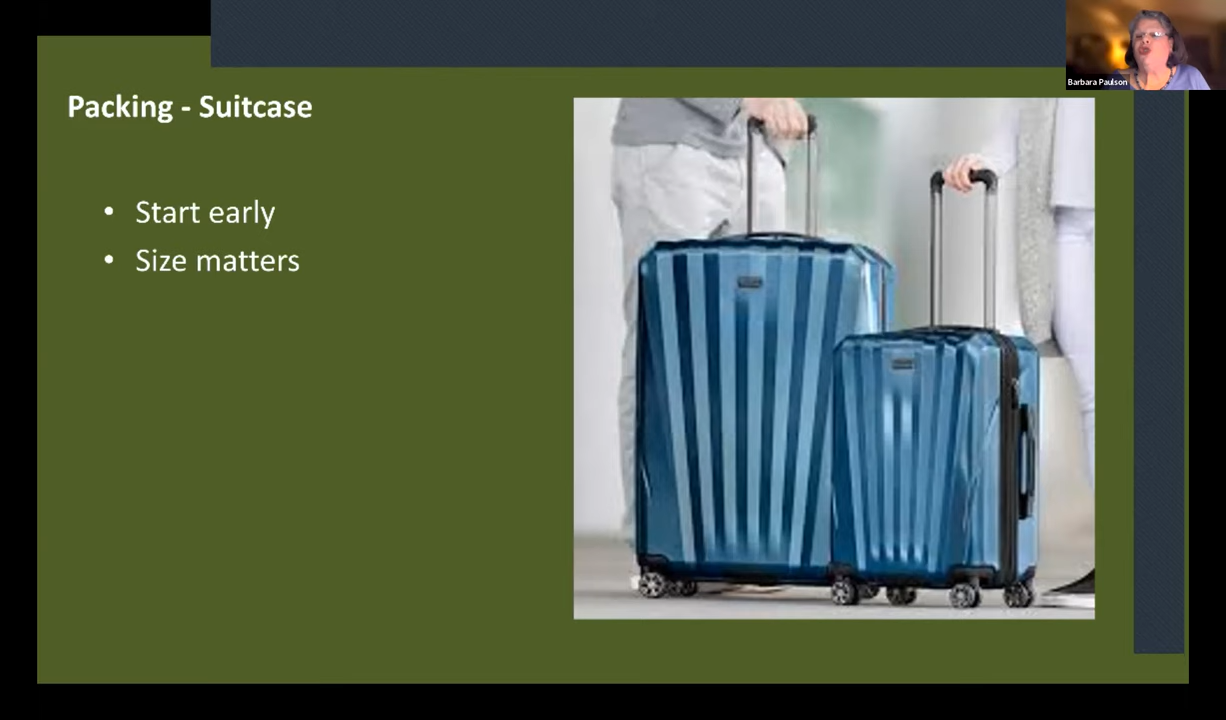 Packing - Suitcase
• Start early
• Size matters
Barbara Paulson